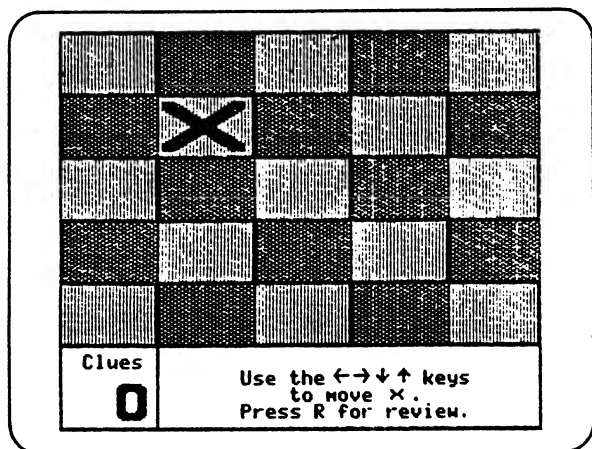 Clues
0
Use the ←→↓↑ keys
to move ×.
Press R for review.